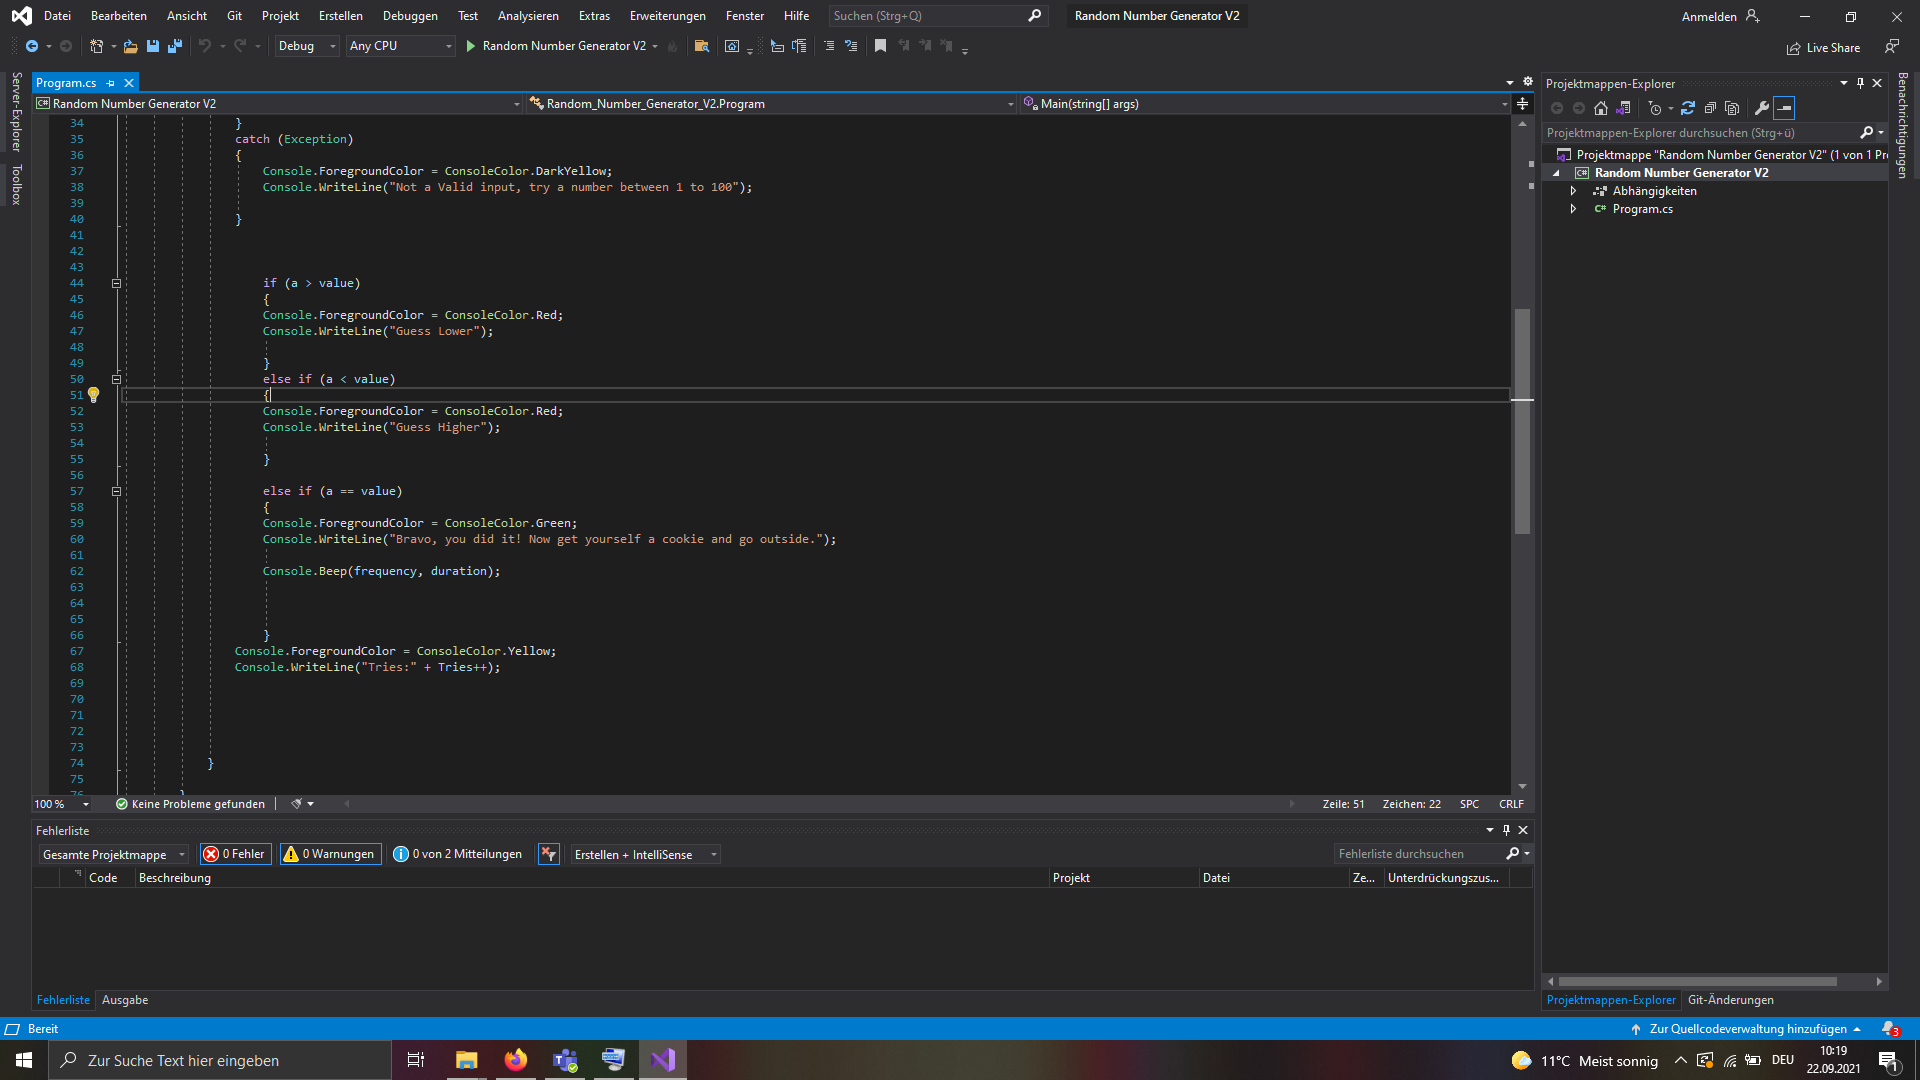 Datei Bearbeiten Ansicht Git Projekt Erstellen Debuggen Test Analysieren Extras Erweiterungen Fenster Hilfe Suchen (Strg+Q) Random Number Generator V2 Anmelden
Debug Any CPU Random Number Generator V2 Live Share
Server-Explorer
Toolbox
Program.cs
Random Number Generator V2 Random_Number_Generator_V2.Program Main(string[] args)
34 }
35 catch (Exception)
36 {
37 Console.ForegroundColor = ConsoleColor.DarkYellow;
38 Console.WriteLine("Not a Valid input, try a number between 1 to 100");
39
40 }
41
42
43
44 if (a > value)
45 {
46 Console.ForegroundColor = ConsoleColor.Red;
47 Console.WriteLine("Guess Lower");
48
49 }
50 else if (a < value)
51 {
52 Console.ForegroundColor = ConsoleColor.Red;
53 Console.WriteLine("Guess Higher");
54
55 }
56
57 else if (a == value)
58 {
59 Console.ForegroundColor = ConsoleColor.Green;
60 Console.WriteLine("Bravo, you did it! Now get yourself a cookie and go outside.");
61
62 Console.Beep(frequency, duration);
63
64
65
66 }
67 Console.ForegroundColor = ConsoleColor.Yellow;
68 Console.WriteLine("Tries:" + Tries++);
69
70
71
72
73
74 }
75
76 }
100 % Keine Probleme gefunden Zeile: 51 Zeichen: 22 SPC CRLF
Fehlerliste
Gesamte Projektmappe 0 Fehler 0 Warnungen 0 von 2 Mitteilungen Erstellen + IntelliSense Fehlerliste durchsuchen
Code Beschreibung Projekt Datei Ze... Unterdrückungszus...
Fehlerliste Ausgabe
Projektmappen-Explorer
Projektmappen-Explorer durchsuchen (Strg+ü)
Projektmappe "Random Number Generator V2" (1 von 1 Pr
C# Random Number Generator V2
Abhängigkeiten
C# Program.cs
Projektmappen-Explorer Git-Änderungen
Benachrichtigungen
Bereit Zur Quellcodeverwaltung hinzufügen 3
Zur Suche Text hier eingeben 11°C Meist sonnig DEU 10:19
22.09.2021 1